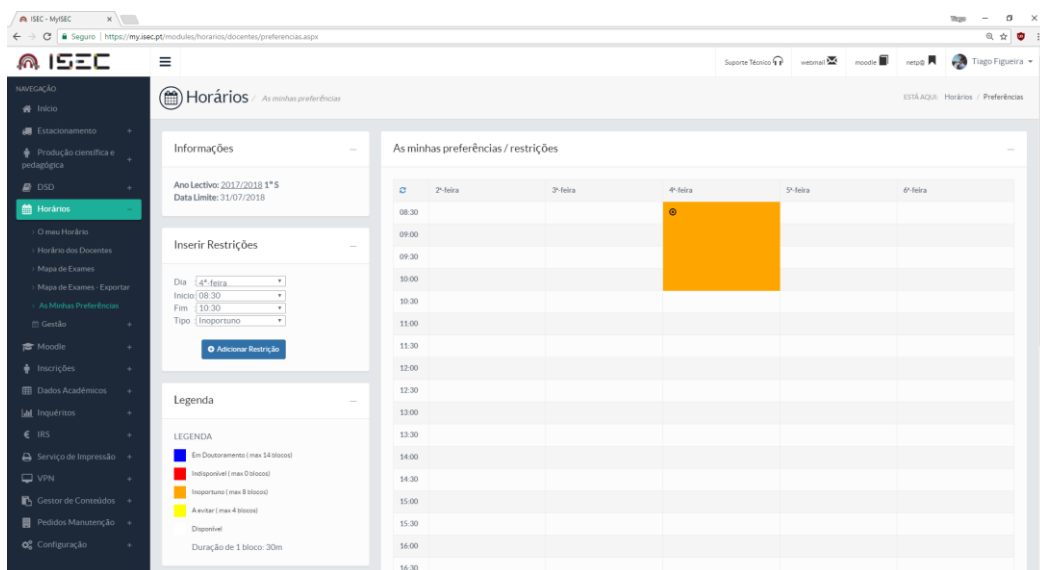 ISEC - MyISEC
Tiago
Seguro | https://my.isec.pt/modules/horarios/docentes/preferencias.aspx
ISEC
Suporte Técnico
webmail
moodle
netp@
Tiago Figueira
NAVEGAÇÃO
Início
Estacionamento +
Produção científica e pedagógica +
DSD +
Horários −
› O meu Horário
› Horário dos Docentes
› Mapa de Exames
› Mapa de Exames - Exportar
› As Minhas Preferências
Gestão +
Moodle +
Inscrições +
Dados Académicos +
Inquéritos +
€ IRS +
Serviço de Impressão +
VPN +
Gestor de Conteúdos +
Pedidos Manutenção +
Configuração +
Horários / As minhas preferências
ESTÁ AQUI: Horários / Preferências
Informações
Ano Lectivo: 2017/2018 1º S
Data Limite: 31/07/2018
Inserir Restrições
Dia : 4ª-feira
Inicio: 08:30
Fim : 10:30
Tipo : Inoportuno
Adicionar Restrição
Legenda
LEGENDA
Em Doutoramento ( max 14 blocos)
Indisponível ( max 0 blocos)
Inoportuno ( max 8 blocos)
A evitar ( max 4 blocos)
Disponível
Duração de 1 bloco: 30m
As minhas preferências / restrições
2ª-feira 3ª-feira 4ª-feira 5ª-feira 6ª-feira
08:30
09:00
09:30
10:00
10:30
11:00
11:30
12:00
12:30
13:00
13:30
14:00
14:30
15:00
15:30
16:00
16:30